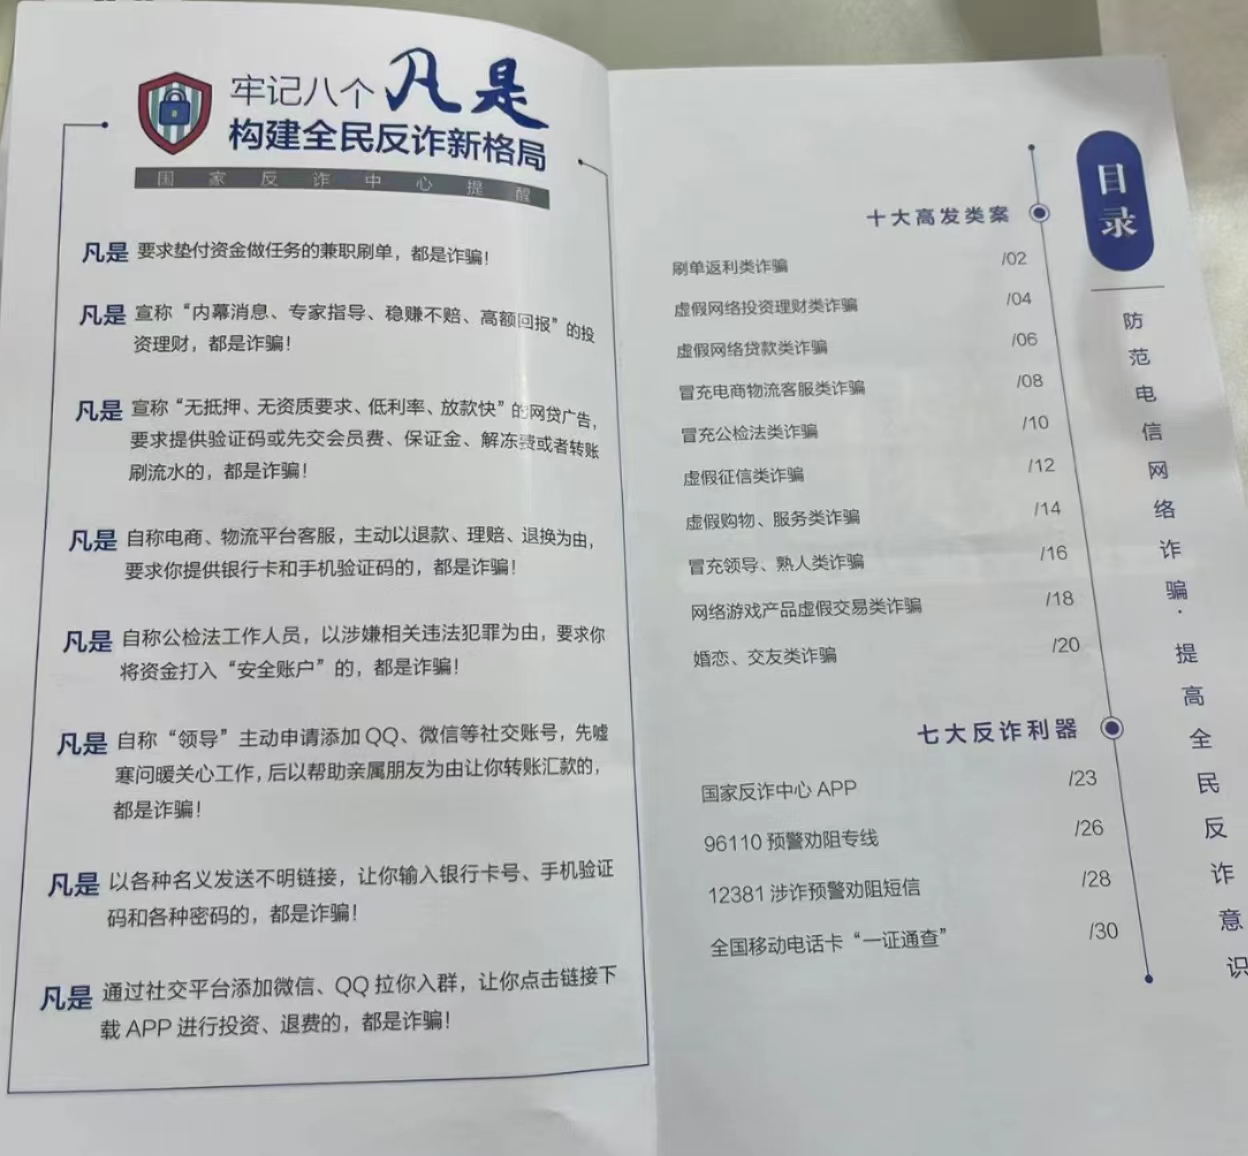 牢记八个凡是
构建全民反诈新格局
国家反诈中心提醒
凡是 要求垫付资金做任务的兼职刷单，都是诈骗！
凡是 宣称“内幕消息、专家指导、稳赚不赔、高额回报”的投
资理财，都是诈骗！
凡是 宣称“无抵押、无资质要求、低利率、放款快”的网贷广告，
要求提供验证码或先交会员费、保证金、解冻费或者转账
刷流水的，都是诈骗！
凡是 自称电商、物流平台客服，主动以退款、理赔、退换为由，
要求你提供银行卡和手机验证码的，都是诈骗！
凡是 自称公检法工作人员，以涉嫌相关违法犯罪为由，要求你
将资金打入“安全账户”的，都是诈骗！
凡是 自称“领导”主动申请添加QQ、微信等社交账号，先嘘
寒问暖关心工作，后以帮助亲属朋友为由让你转账汇款的，
都是诈骗！
凡是 以各种名义发送不明链接，让你输入银行卡号、手机验证
码和各种密码的，都是诈骗！
凡是 通过社交平台添加微信、QQ拉你入群，让你点击链接下
载APP进行投资、退费的，都是诈骗！
目录
防范电信网络诈骗·提高全民反诈意识
十大高发类案
刷单返利类诈骗 /02
虚假网络投资理财类诈骗 /04
虚假网络贷款类诈骗 /06
冒充电商物流客服类诈骗 /08
冒充公检法类诈骗 /10
虚假征信类诈骗 /12
虚假购物、服务类诈骗 /14
冒充领导、熟人类诈骗 /16
网络游戏产品虚假交易类诈骗 /18
婚恋、交友类诈骗 /20
七大反诈利器
国家反诈中心 APP /23
96110 预警劝阻专线 /26
12381 涉诈预警劝阻短信 /28
全国移动电话卡“一证通查” /30